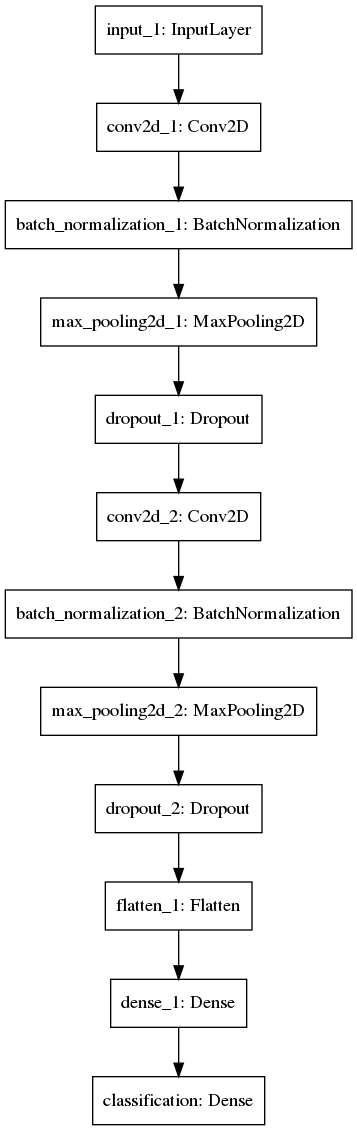 input_1: InputLayer
conv2d_1: Conv2D
batch_normalization_1: BatchNormalization
max_pooling2d_1: MaxPooling2D
dropout_1: Dropout
conv2d_2: Conv2D
batch_normalization_2: BatchNormalization
max_pooling2d_2: MaxPooling2D
dropout_2: Dropout
flatten_1: Flatten
dense_1: Dense
classification: Dense